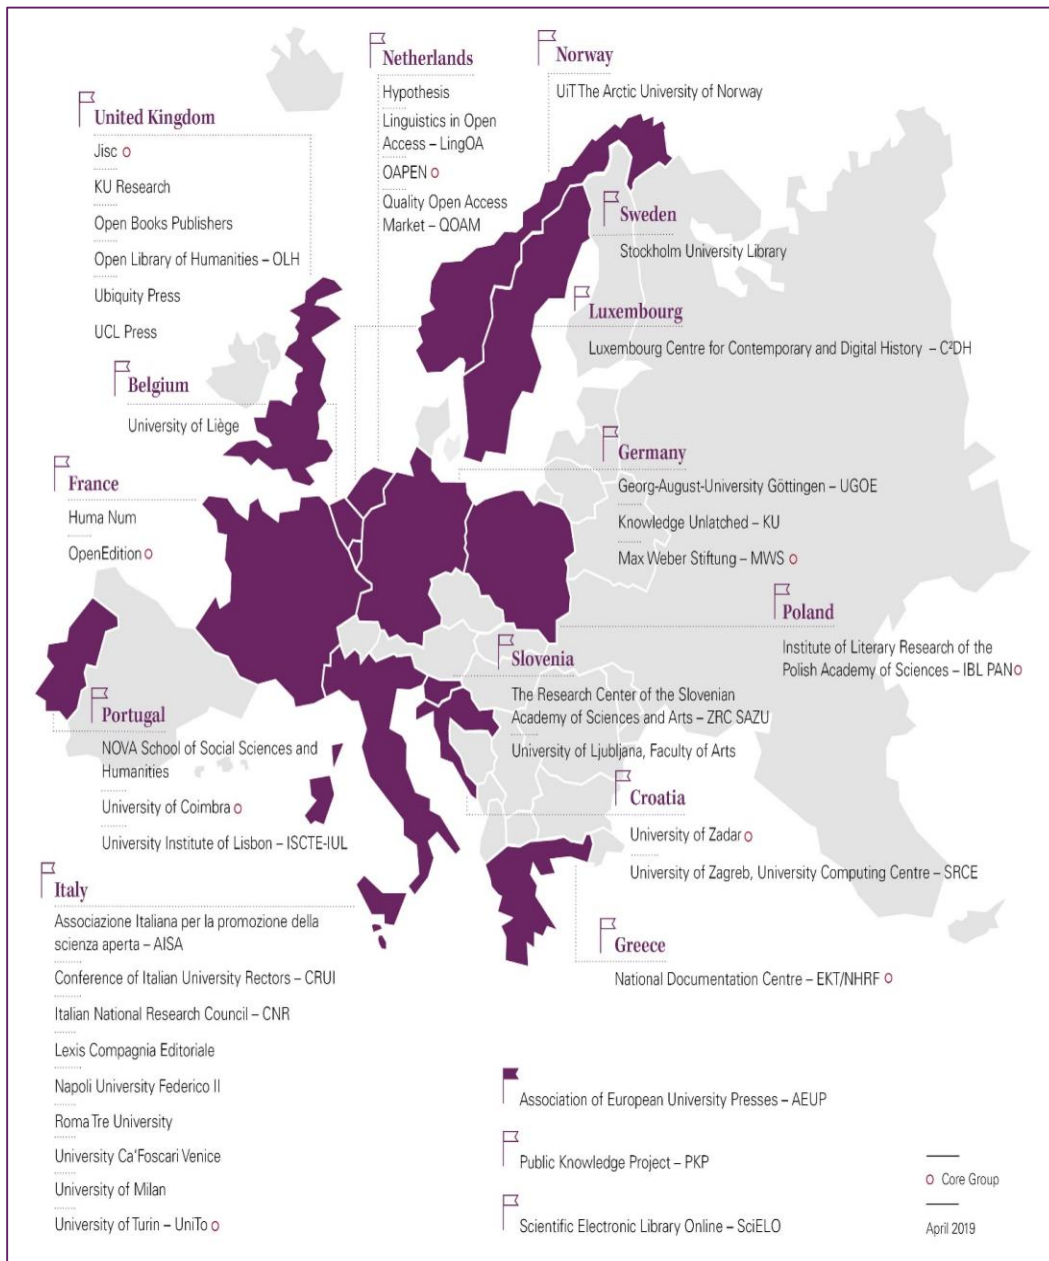 Netherlands
Hypothesis
Linguistics in Open
Access – LingOA
OAPEN
Quality Open Access
Market – QOAM
Norway
UiT The Arctic University of Norway
United Kingdom
Jisc
KU Research
Open Books Publishers
Open Library of Humanities – OLH
Ubiquity Press
UCL Press
Sweden
Stockholm University Library
Luxembourg
Luxembourg Centre for Contemporary and Digital History – C²DH
Belgium
University of Liège
Germany
Georg-August-University Göttingen – UGOE
Knowledge Unlatched – KU
Max Weber Stiftung – MWS
France
Huma Num
OpenEdition
Poland
Institute of Literary Research of the
Polish Academy of Sciences – IBL PAN
Slovenia
The Research Center of the Slovenian
Academy of Sciences and Arts – ZRC SAZU
University of Ljubljana, Faculty of Arts
Portugal
NOVA School of Social Sciences and
Humanities
University of Coimbra
University Institute of Lisbon – ISCTE-IUL
Croatia
University of Zadar
University of Zagreb, University Computing Centre – SRCE
Italy
Associazione Italiana per la promozione della
scienza aperta – AISA
Conference of Italian University Rectors – CRUI
Italian National Research Council – CNR
Lexis Compagnia Editoriale
Napoli University Federico II
Roma Tre University
University Ca'Foscari Venice
University of Milan
University of Turin – UniTo
Greece
National Documentation Centre – EKT/NHRF
Association of European University Presses – AEUP
Public Knowledge Project – PKP
Scientific Electronic Library Online – SciELO
Core Group
April 2019